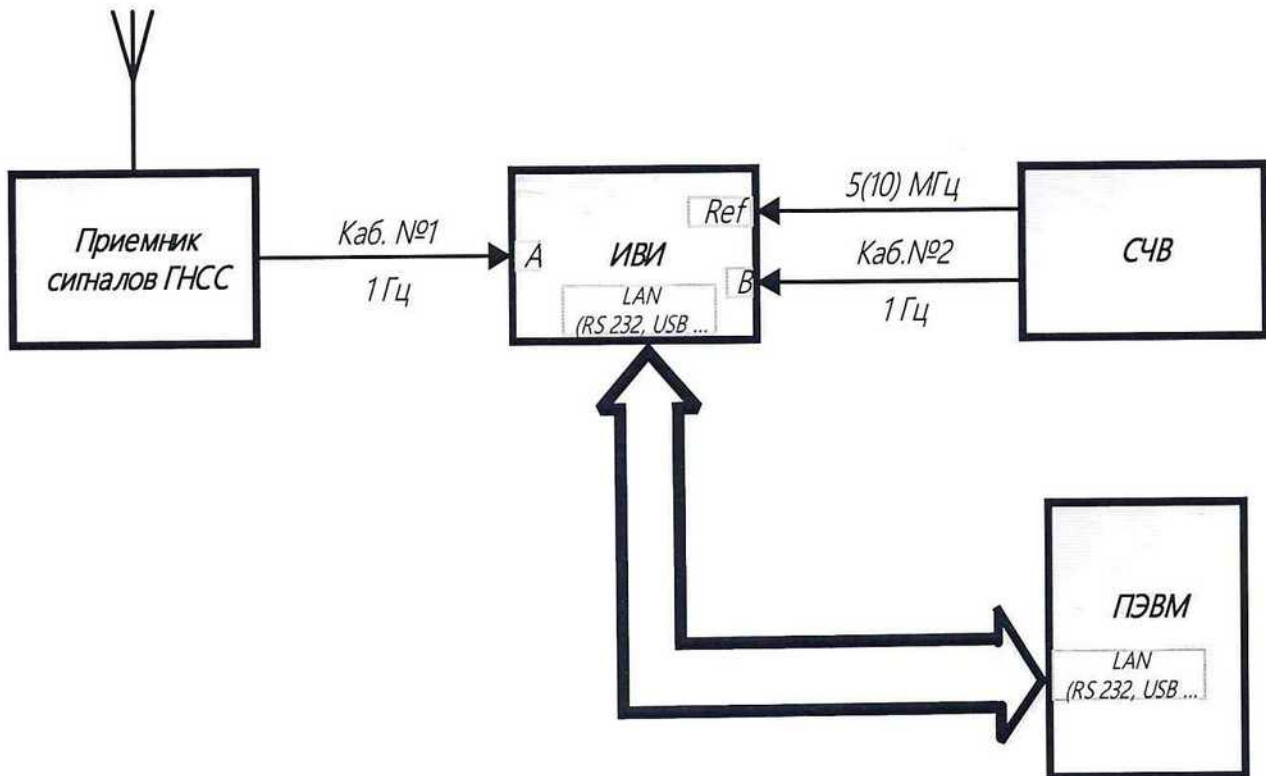 Приемник
сигналов ГНСС
Каб. №1
1 Гц
A
ИВИ
Ref
B
LAN
(RS 232, USB ...
5(10) МГц
Каб.№2
1 Гц
СЧВ
ПЭВМ
LAN
(RS 232, USB ...